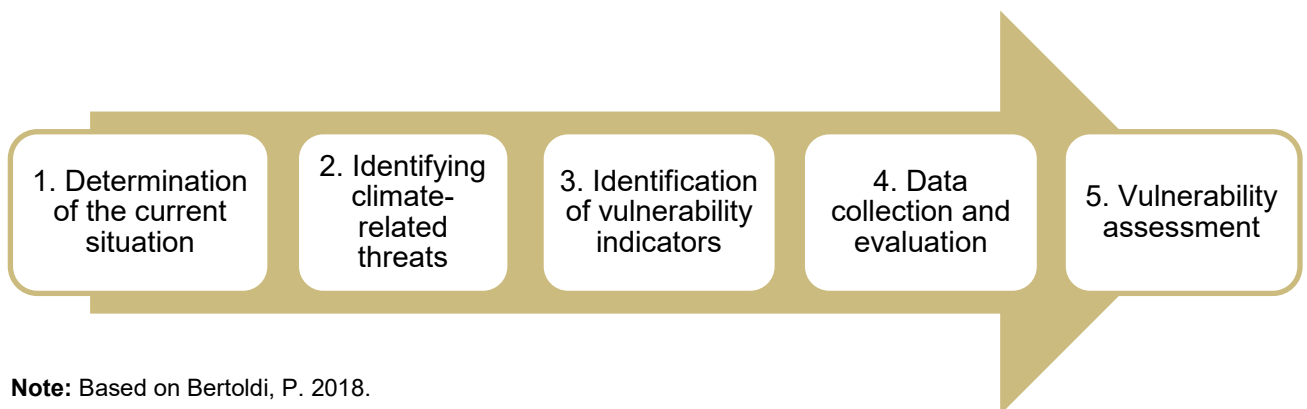 1. Determination
of the current
situation
2. Identifying
climate-
related
threats
3. Identification
of vulnerability
indicators
4. Data
collection and
evaluation
5. Vulnerability
assessment
Note: Based on Bertoldi, P. 2018.